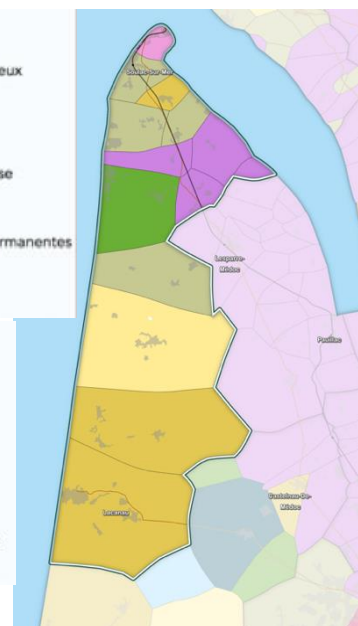 eux
se
rmanentes
Soulac-Sur-Mer
Lesparre-
Médoc
Pauillac
Castelnau-De-
Médoc
Lacanau